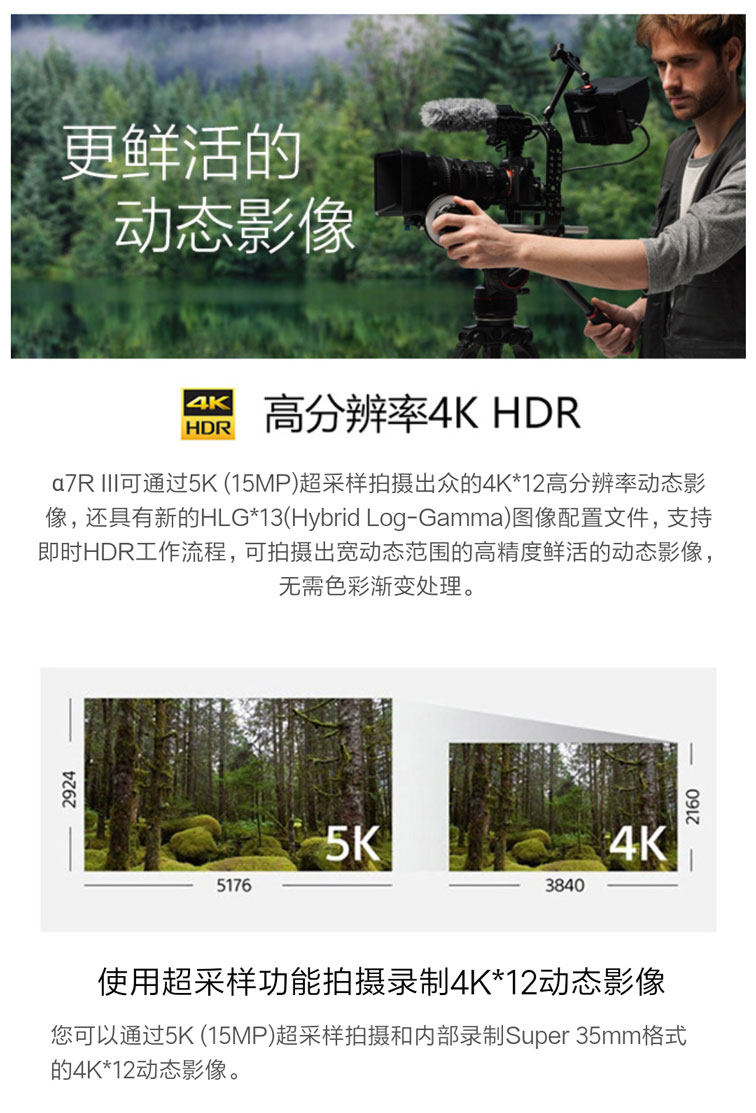 更鲜活的
动态影像
4K
HDR
高分辨率4K HDR
α7R III可通过5K (15MP)超采样拍摄出众的4K*12高分辨率动态影
像，还具有新的HLG*13(Hybrid Log-Gamma)图像配置文件，支持
即时HDR工作流程，可拍摄出宽动态范围的高精度鲜活的动态影像，
无需色彩渐变处理。
2924
5K
5176
4K
3840
2160
使用超采样功能拍摄录制4K*12动态影像
您可以通过5K (15MP)超采样拍摄和内部录制Super 35mm格式
的4K*12动态影像。